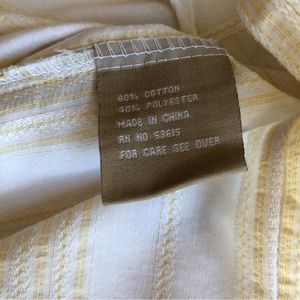 60% COTTON
40% POLYESTER
MADE IN CHINA
RN NO 53615
FOR CARE SEE OVER